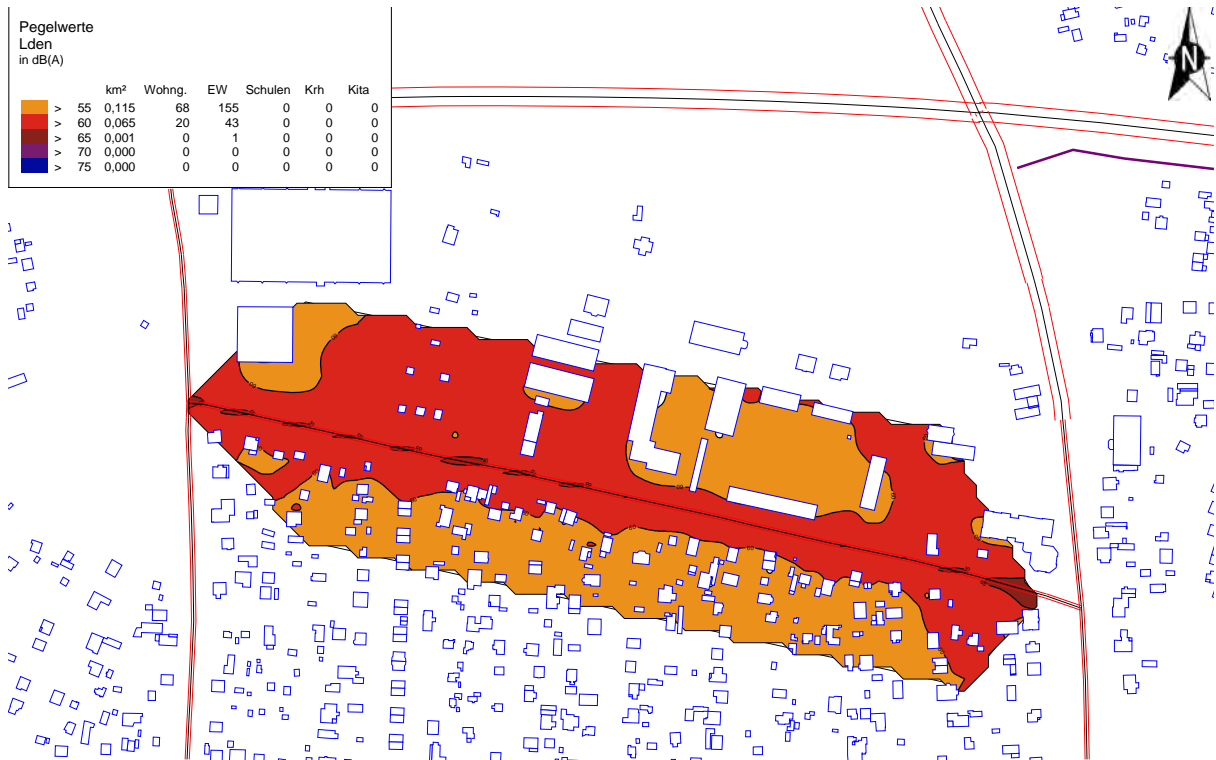 Pegelwerte
Lden
in dB(A)
km² Wohng. EW Schulen Krh Kita
> 55 0,115 68 155 0 0 0
> 60 0,065 20 43 0 0 0
> 65 0,001 0 1 0 0 0
> 70 0,000 0 0 0 0 0
> 75 0,000 0 0 0 0 0
N